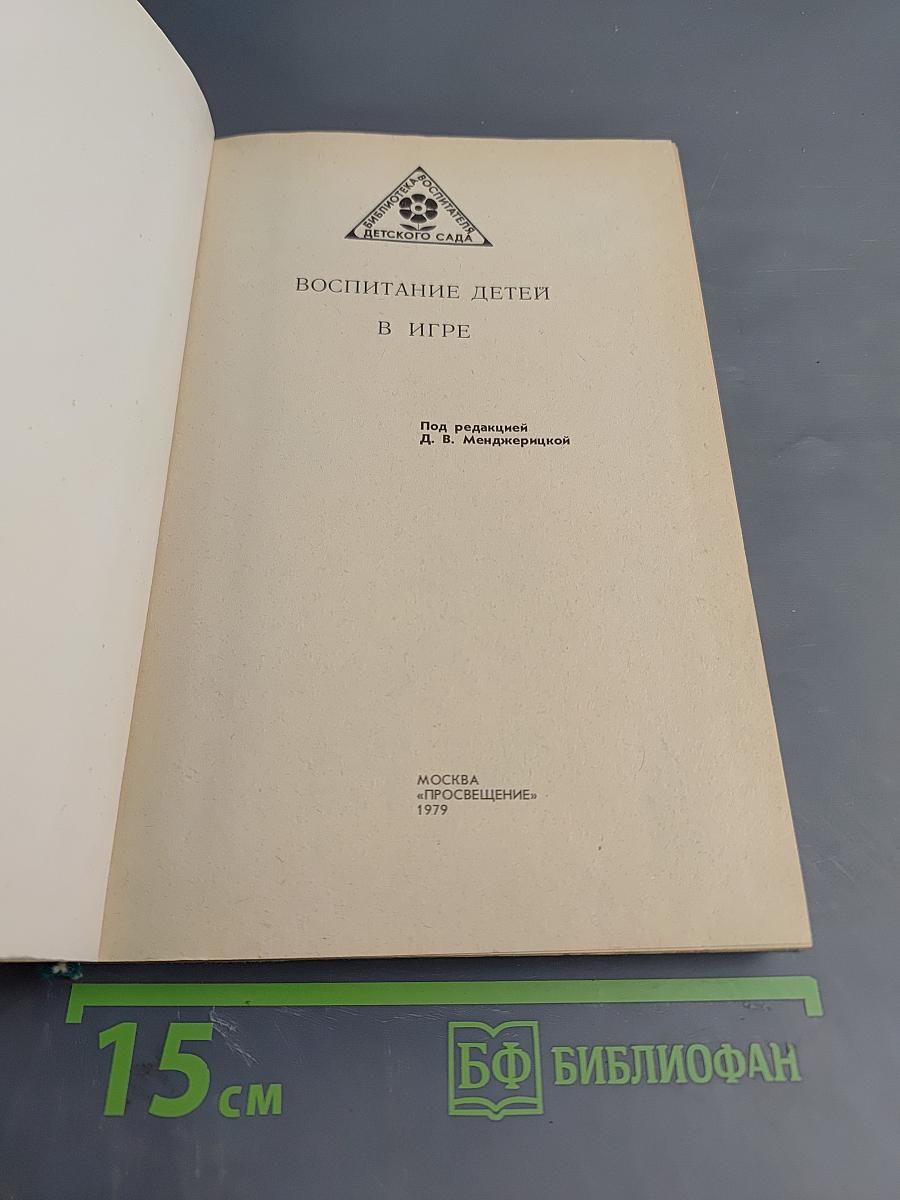 БИБЛИОТЕКА ВОСПИТАТЕЛЯ
ДЕТСКОГО САДА
ВОСПИТАНИЕ ДЕТЕЙ
В ИГРЕ
Под редакцией
Д. В. Менджерицкой
МОСКВА
«ПРОСВЕЩЕНИЕ»
1979
15 см
БФ БИБЛИОФАН